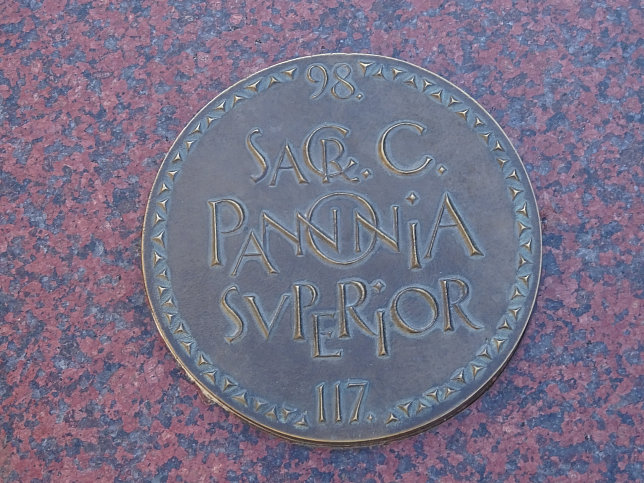 98.
SACR. C.
PANNONIA
SVPERIOR
117.